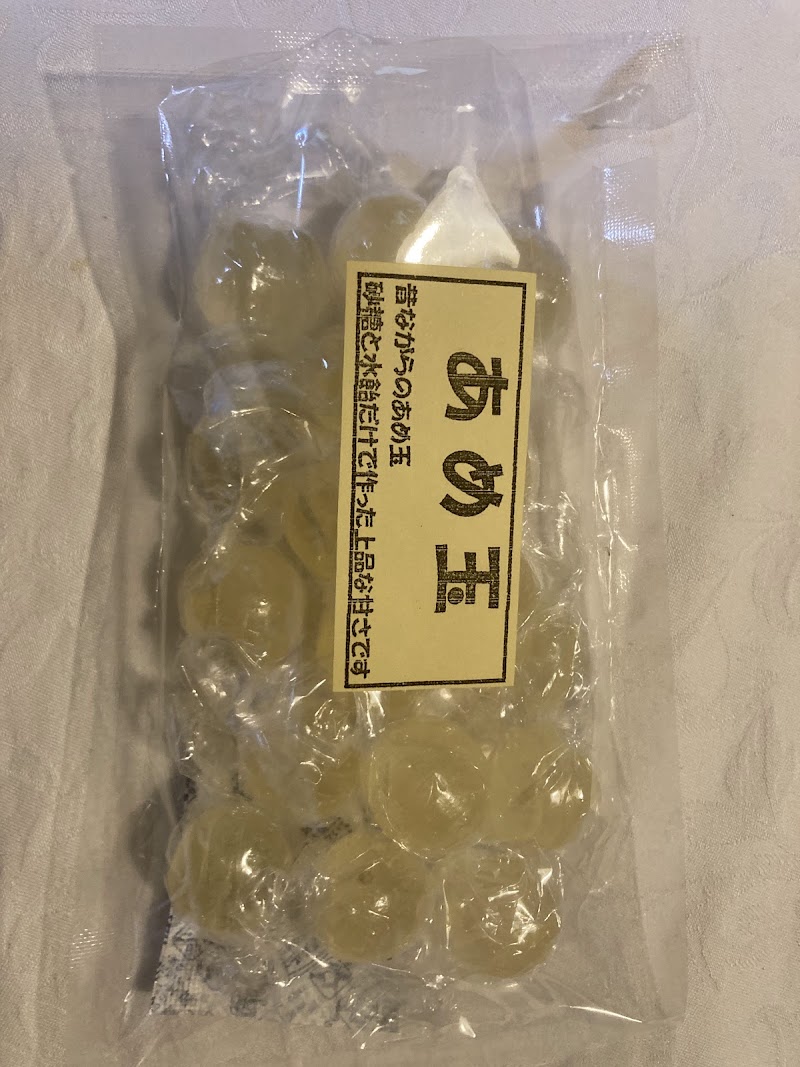 あめ玉
昔ながらのあめ玉
砂糖と水飴だけで作った上品な甘さです